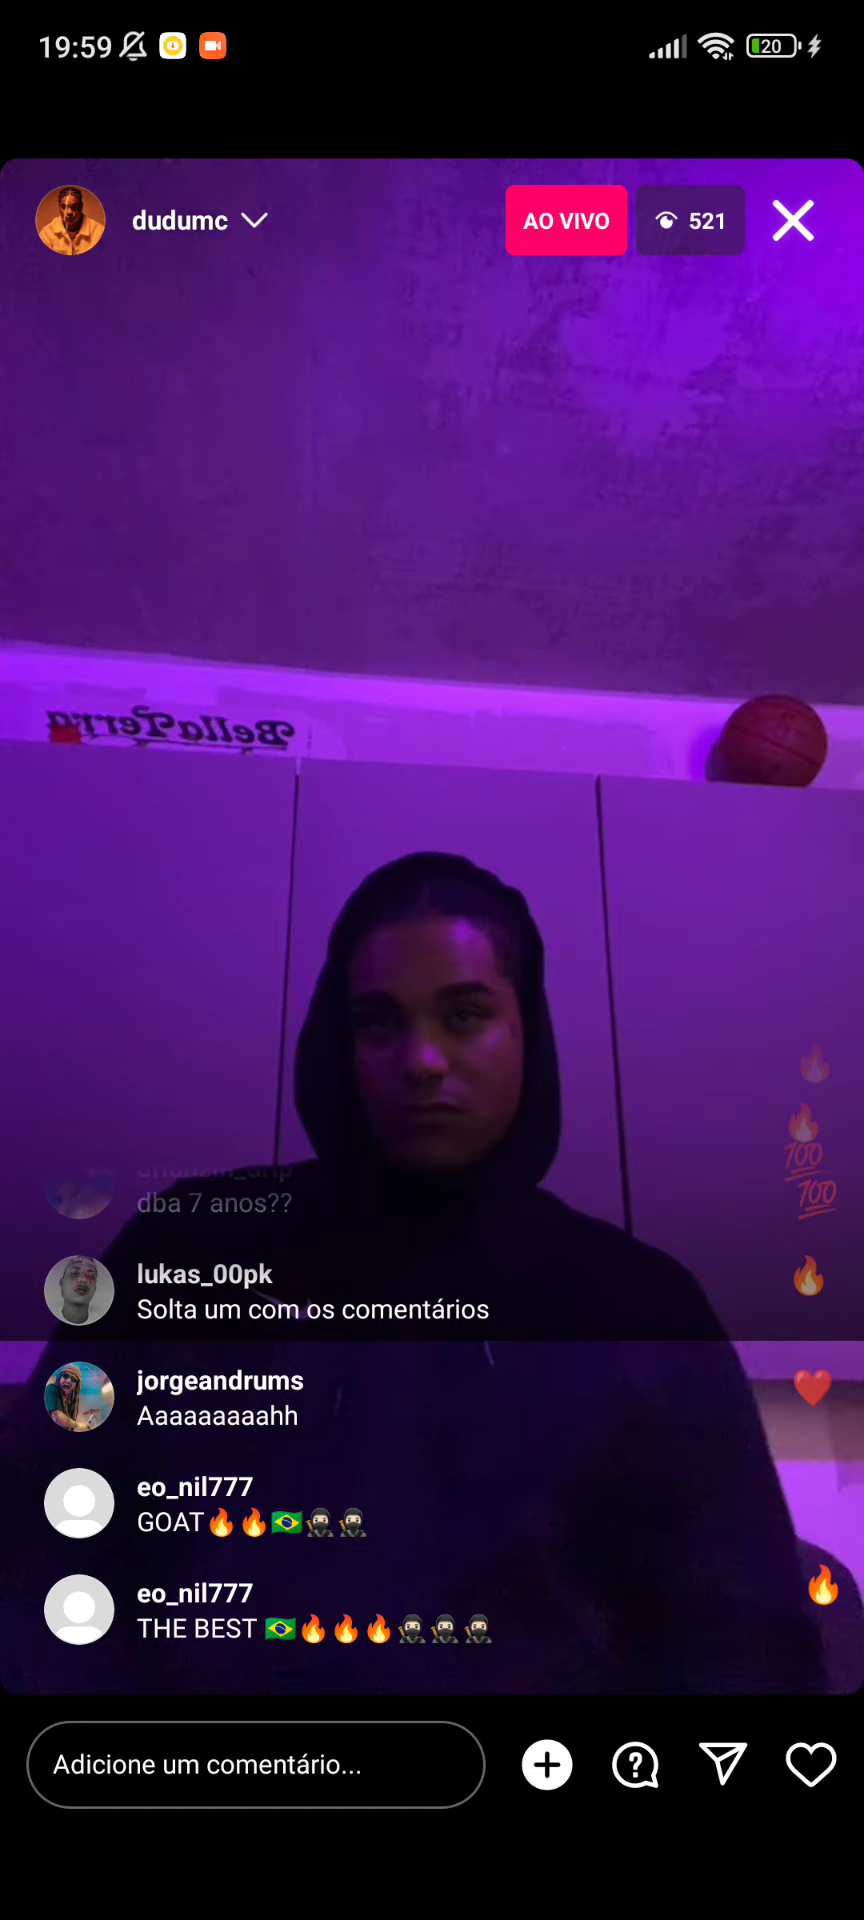 19:59
20
dudumc
AO VIVO
521
BellaTerra
dba 7 anos??
lukas_00pk
Solta um com os comentários
jorgeandrums
Aaaaaaaaahh
eo_nil777
GOAT🔥🔥🇧🇷🥷🏻🥷🏻
eo_nil777
THE BEST 🇧🇷🔥🔥🔥🥷🏻🥷🏻🥷🏻
Adicione um comentário...